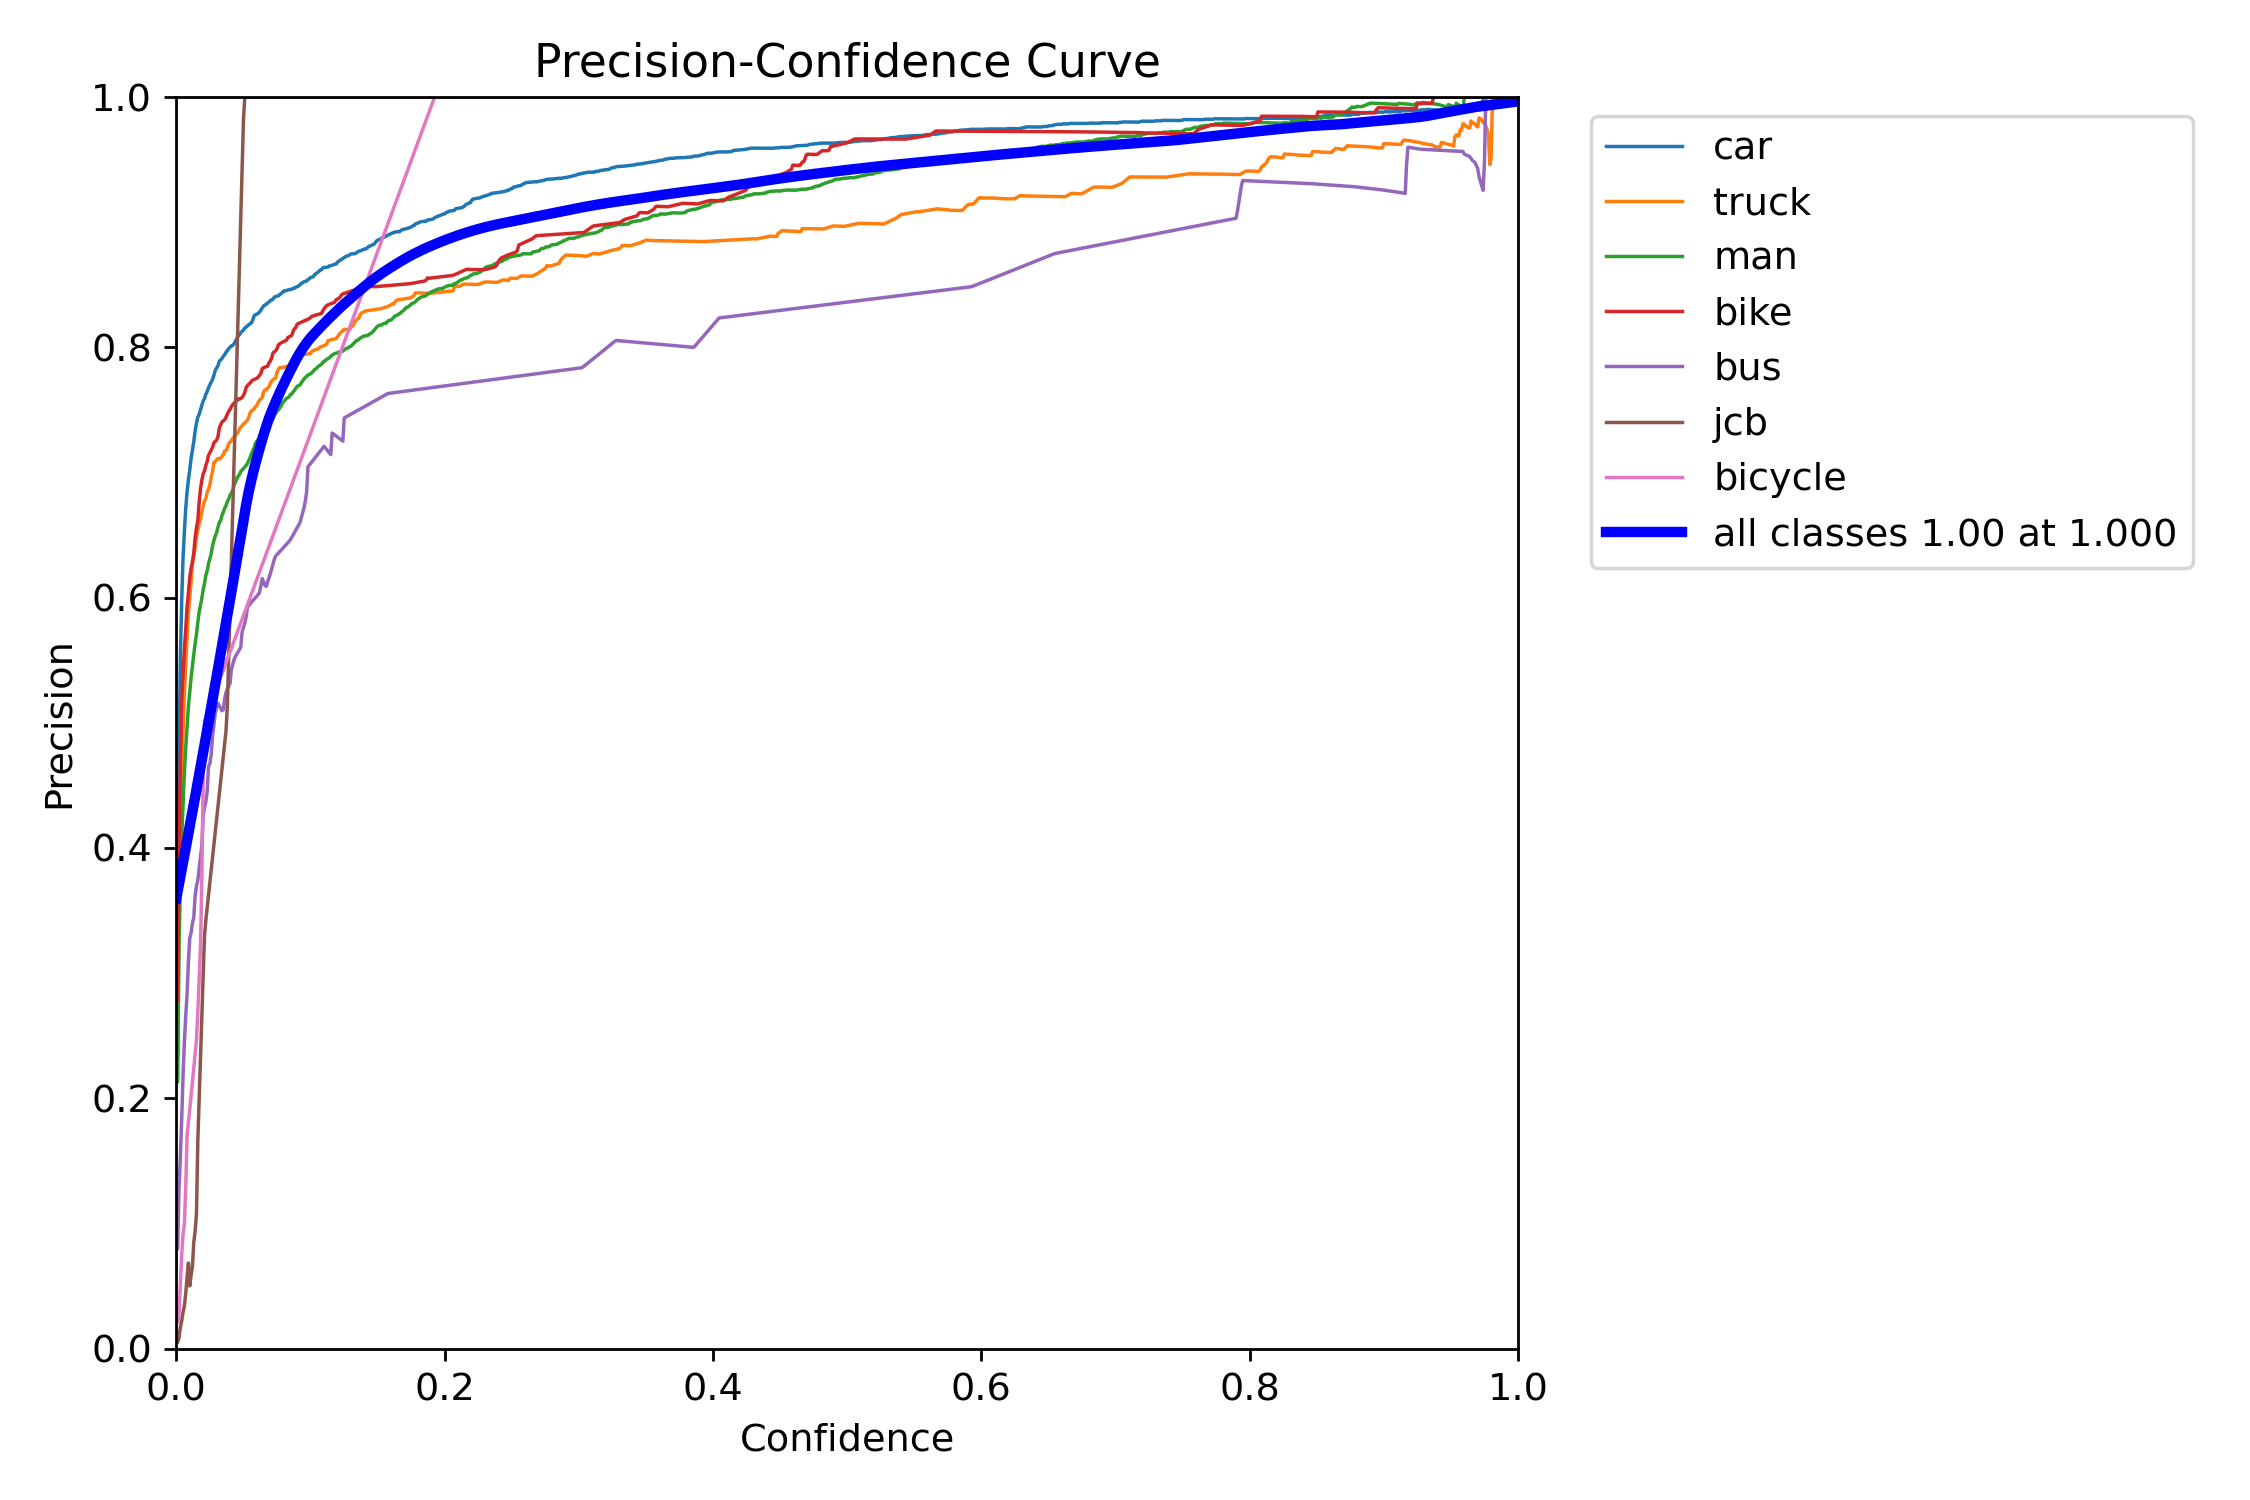 Precision-Confidence Curve
1.0
0.8
0.6
0.4
0.2
0.0
Precision
0.0 0.2 0.4 0.6 0.8 1.0
Confidence
car
truck
man
bike
bus
jcb
bicycle
all classes 1.00 at 1.000